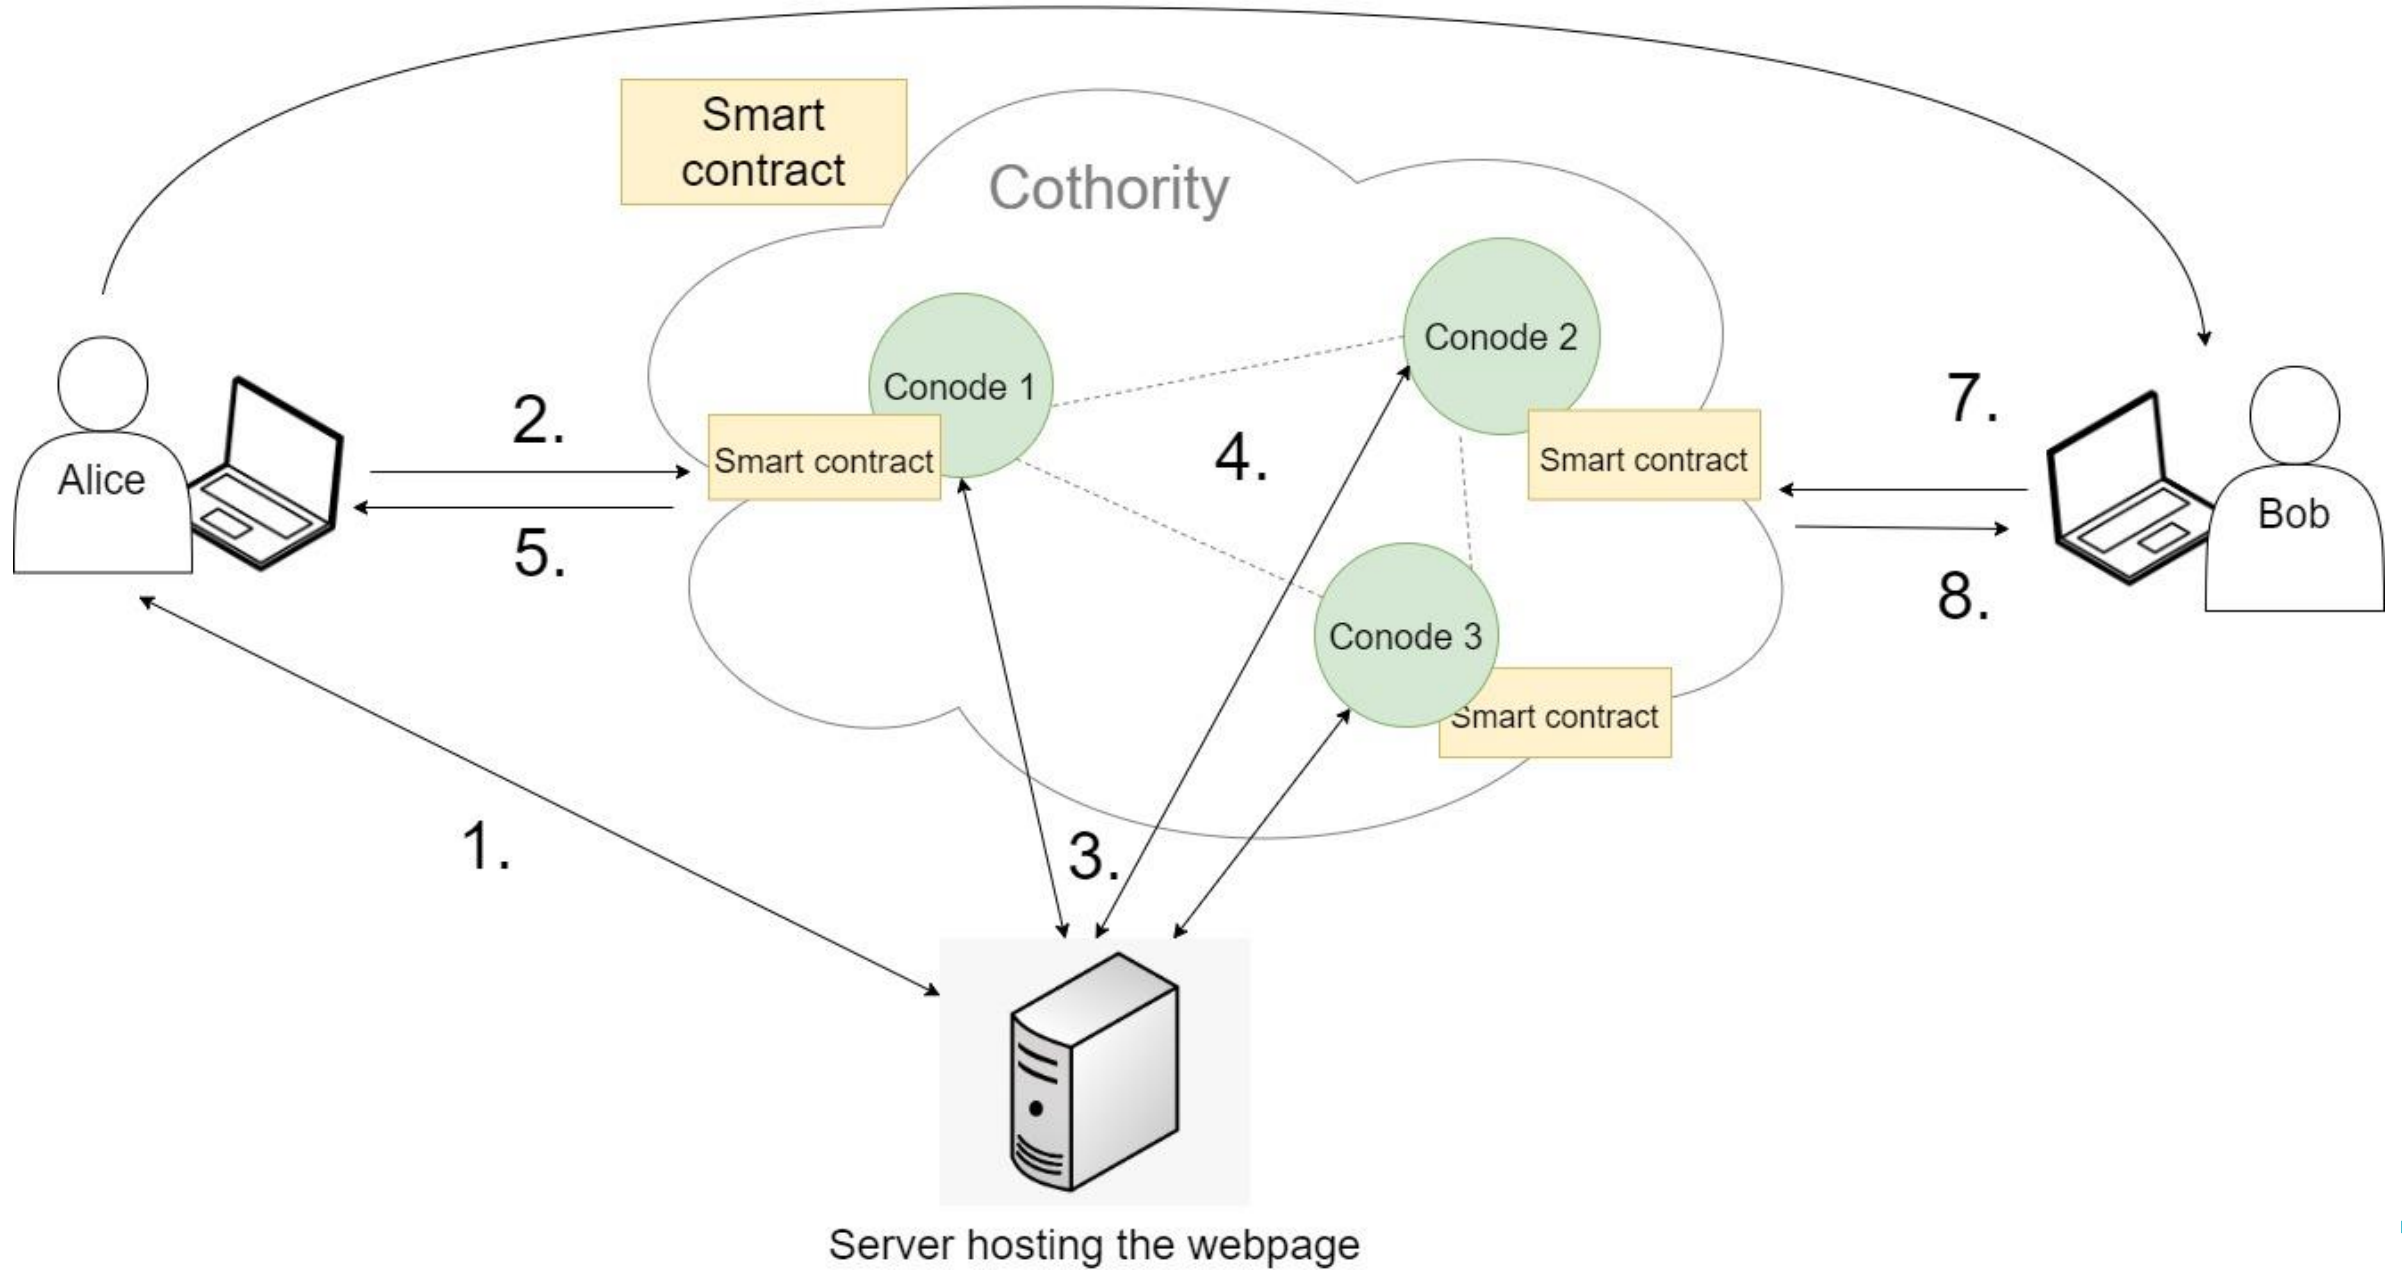 Smart
contract
Cothority
Conode 2
Conode 1
7.
2.
4.
Smart contract
Smart contract
Alice
Bob
5.
8.
Conode 3
Smart contract
1.
3.
Server hosting the webpage